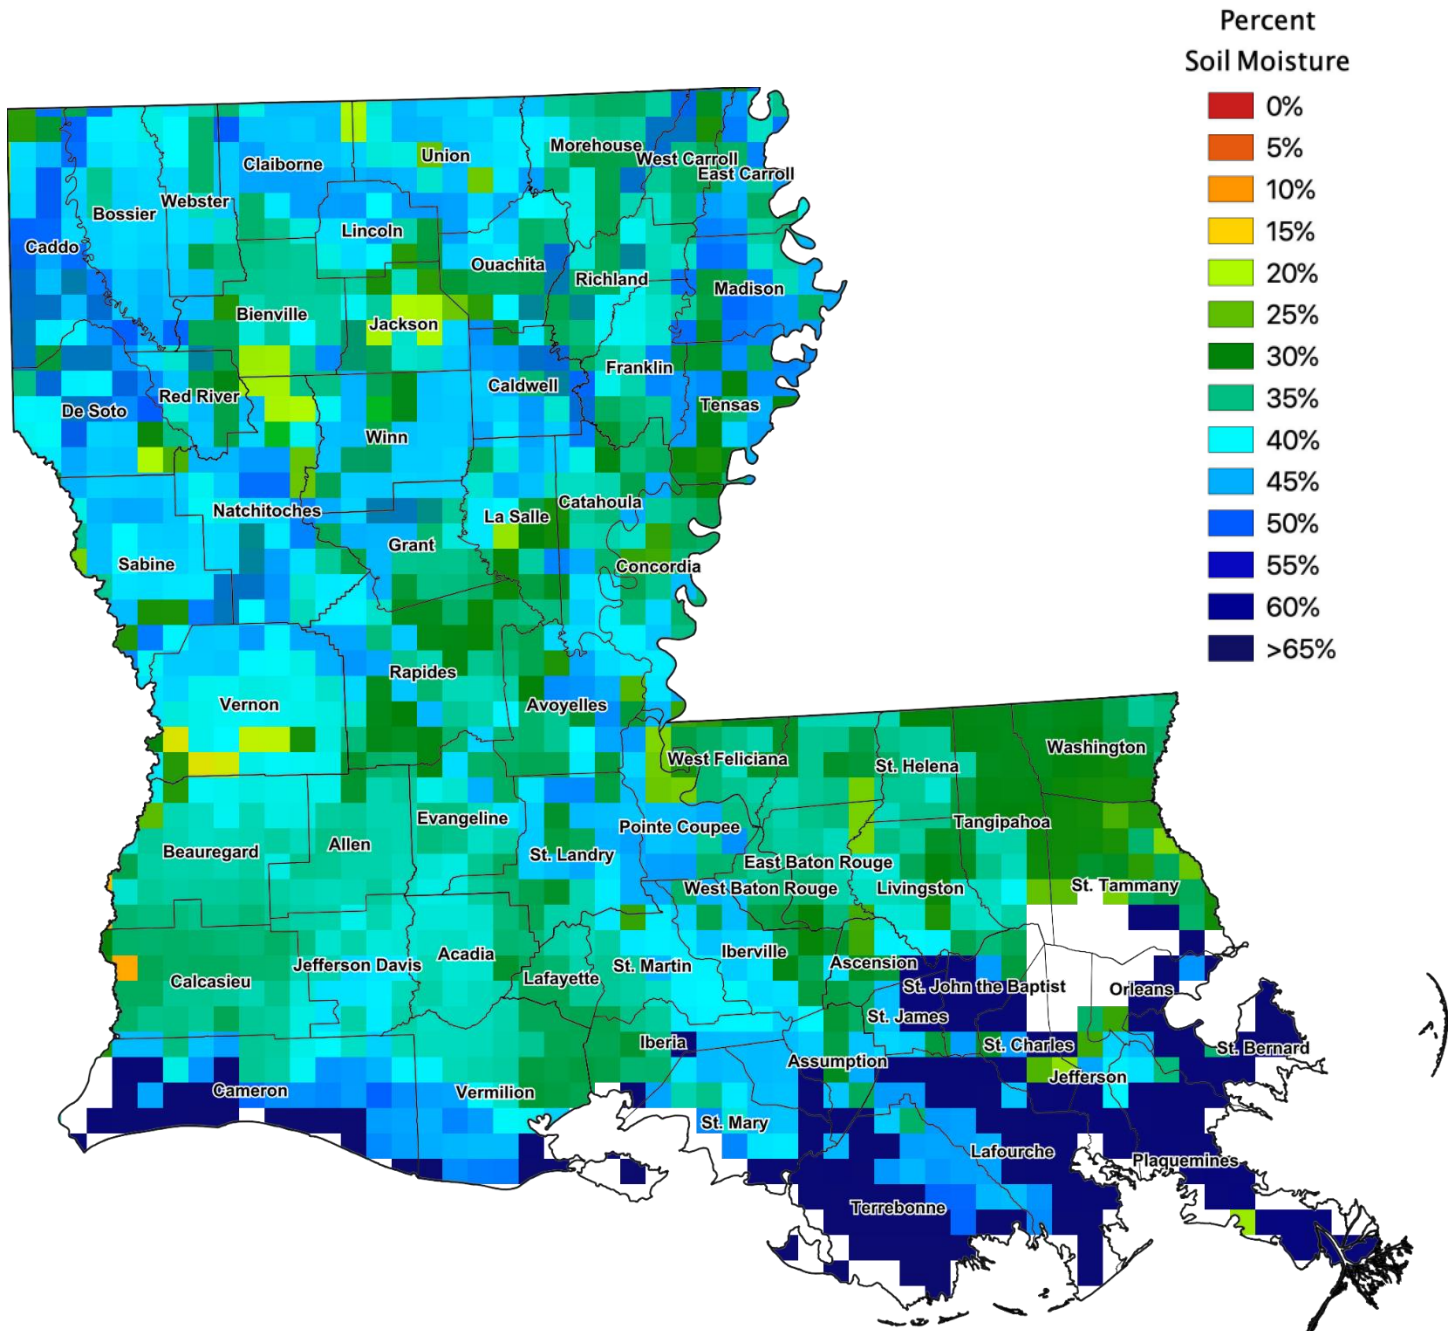 Percent
Soil Moisture
0%
5%
10%
15%
20%
25%
30%
35%
40%
45%
50%
55%
60%
>65%
Morehouse
Union
West Carroll
Claiborne
East Carroll
Webster
Bossier
Lincoln
Caddo
Ouachita
Richland
Madison
Bienville
Jackson
Franklin
Caldwell
Red River
Tensas
De Soto
Winn
Catahoula
Natchitoches
La Salle
Grant
Sabine
Concordia
Rapides
Vernon
Avoyelles
Washington
West Feliciana
St. Helena
Evangeline
Tangipahoa
Pointe Coupee
Allen
Beauregard
St. Landry
East Baton Rouge
St. Tammany
West Baton Rouge
Livingston
Iberville
Acadia
Ascension
Jefferson Davis
St. Martin
Lafayette
Calcasieu
St. John the Baptist
Orleans
St. James
Iberia
St. Charles
St. Bernard
Assumption
Jefferson
Cameron
Vermilion
St. Mary
Lafourche
Plaquemines
Terrebonne